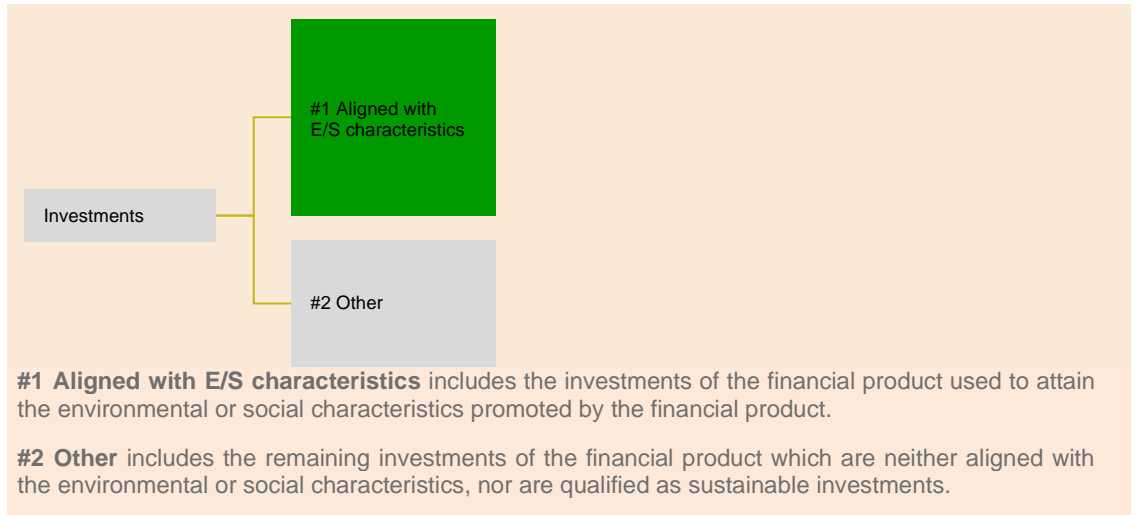 #1 Aligned with
E/S characteristics
Investments
#2 Other
#1 Aligned with E/S characteristics includes the investments of the financial product used to attain
the environmental or social characteristics promoted by the financial product.
#2 Other includes the remaining investments of the financial product which are neither aligned with
the environmental or social characteristics, nor are qualified as sustainable investments.